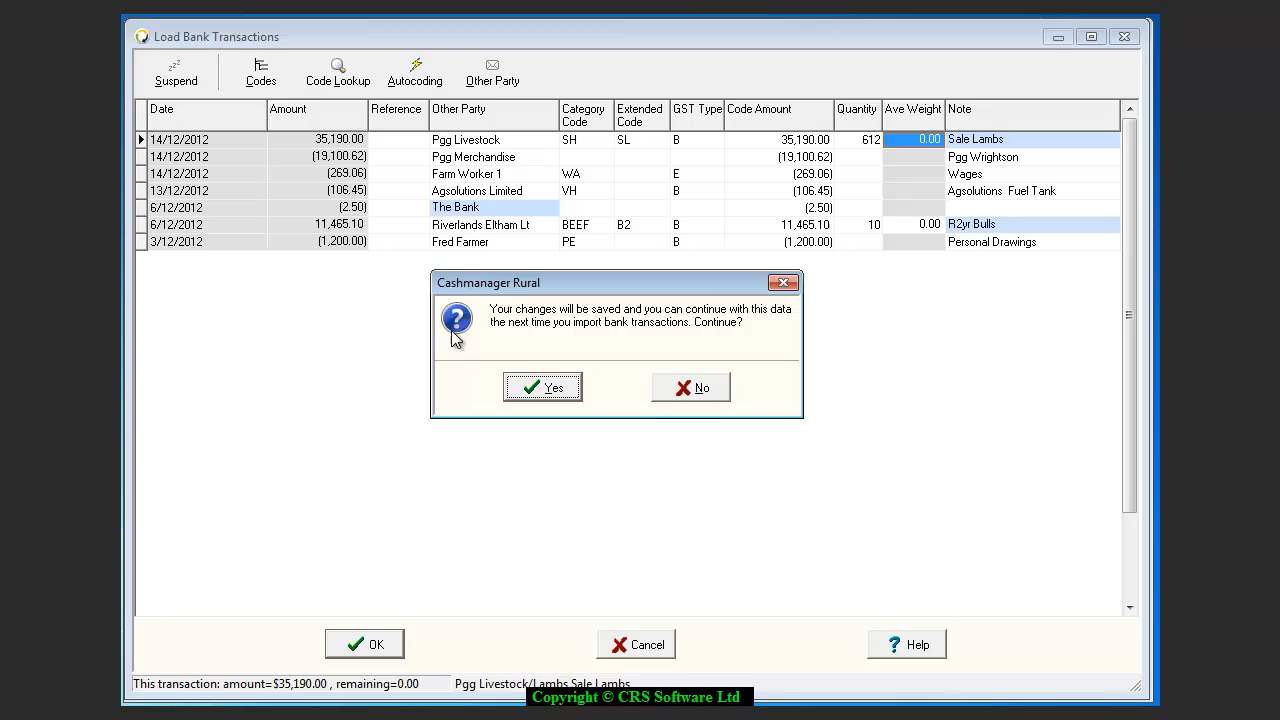 Load Bank Transactions
Suspend Codes Code Lookup Autocoding Other Party
Date Amount Reference Other Party Category Code Extended Code GST Type Code Amount Quantity Ave Weight Note
14/12/2012 35,190.00 Pgg Livestock SH SL B 35,190.00 612 0.00 Sale Lambs
14/12/2012 (19,100.62) Pgg Merchandise (19,100.62) Pgg Wrightson
14/12/2012 (269.06) Farm Worker 1 WA E (269.06) Wages
13/12/2012 (106.45) Agsolutions Limited VH B (106.45) Agsolutions Fuel Tank
6/12/2012 (2.50) The Bank (2.50)
6/12/2012 11,465.10 Riverlands Eltham Lt BEEF B2 B 11,465.10 10 0.00 R2yr Bulls
3/12/2012 (1,200.00) Fred Farmer PE B (1,200.00) Personal Drawings
Cashmanager Rural
Your changes will be saved and you can continue with this data
the next time you import bank transactions. Continue?
Yes No
OK Cancel Help
This transaction: amount=$35,190.00 , remaining=0.00 Pgg Livestock/Lambs Sale Lambs
Copyright © CRS Software Ltd